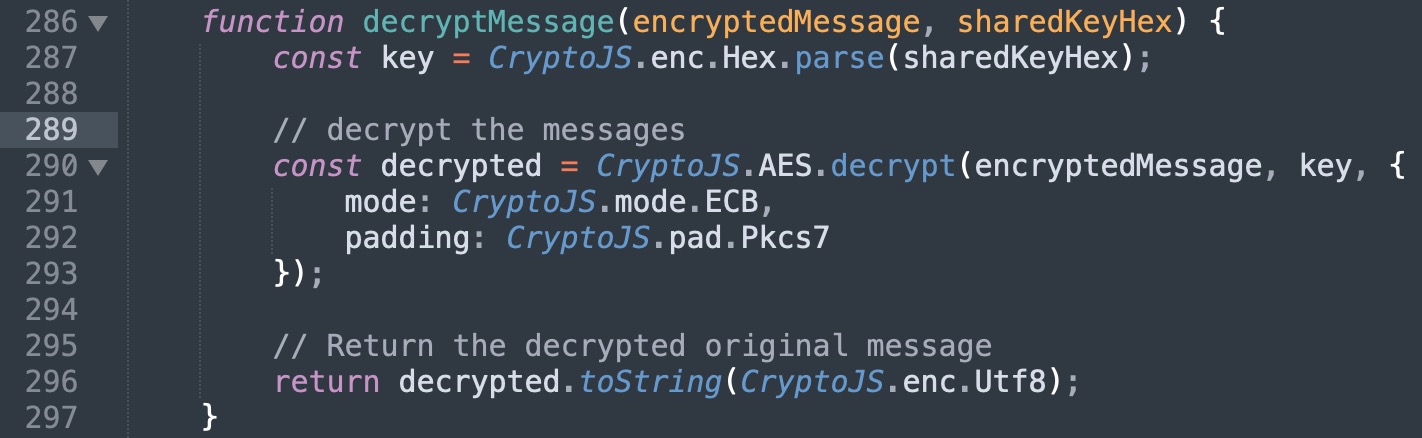 286 ▼ function decryptMessage(encryptedMessage, sharedKeyHex) {
287 const key = CryptoJS.enc.Hex.parse(sharedKeyHex);
288
289 // decrypt the messages
290 ▼ const decrypted = CryptoJS.AES.decrypt(encryptedMessage, key, {
291 mode: CryptoJS.mode.ECB,
292 padding: CryptoJS.pad.Pkcs7
293 });
294
295 // Return the decrypted original message
296 return decrypted.toString(CryptoJS.enc.Utf8);
297 }